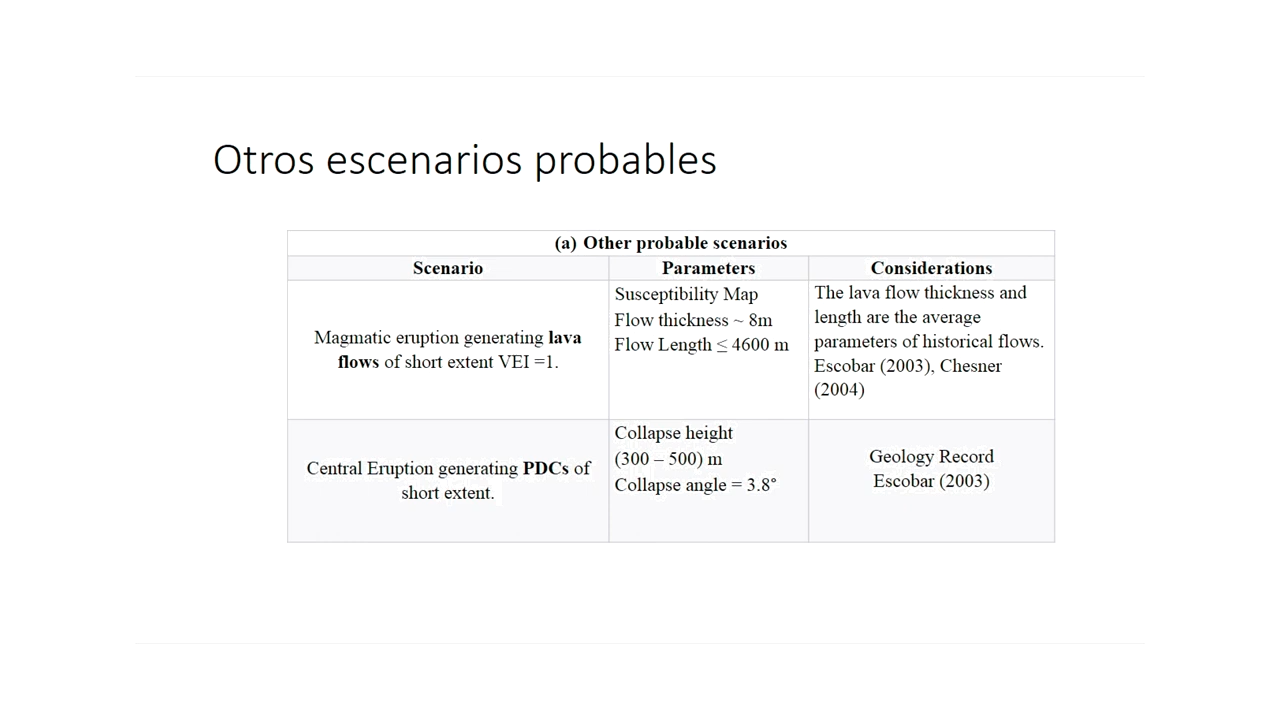 Otros escenarios probables
(a) Other probable scenarios
Scenario
Parameters
Considerations
Magmatic eruption generating lava
flows of short extent VEI =1.
Susceptibility Map
Flow thickness ~ 8m
Flow Length ≤ 4600 m
The lava flow thickness and
length are the average
parameters of historical flows.
Escobar (2003), Chesner
(2004)
Central Eruption generating PDCs of
short extent.
Collapse height
(300 – 500) m
Collapse angle = 3.8°
Geology Record
Escobar (2003)